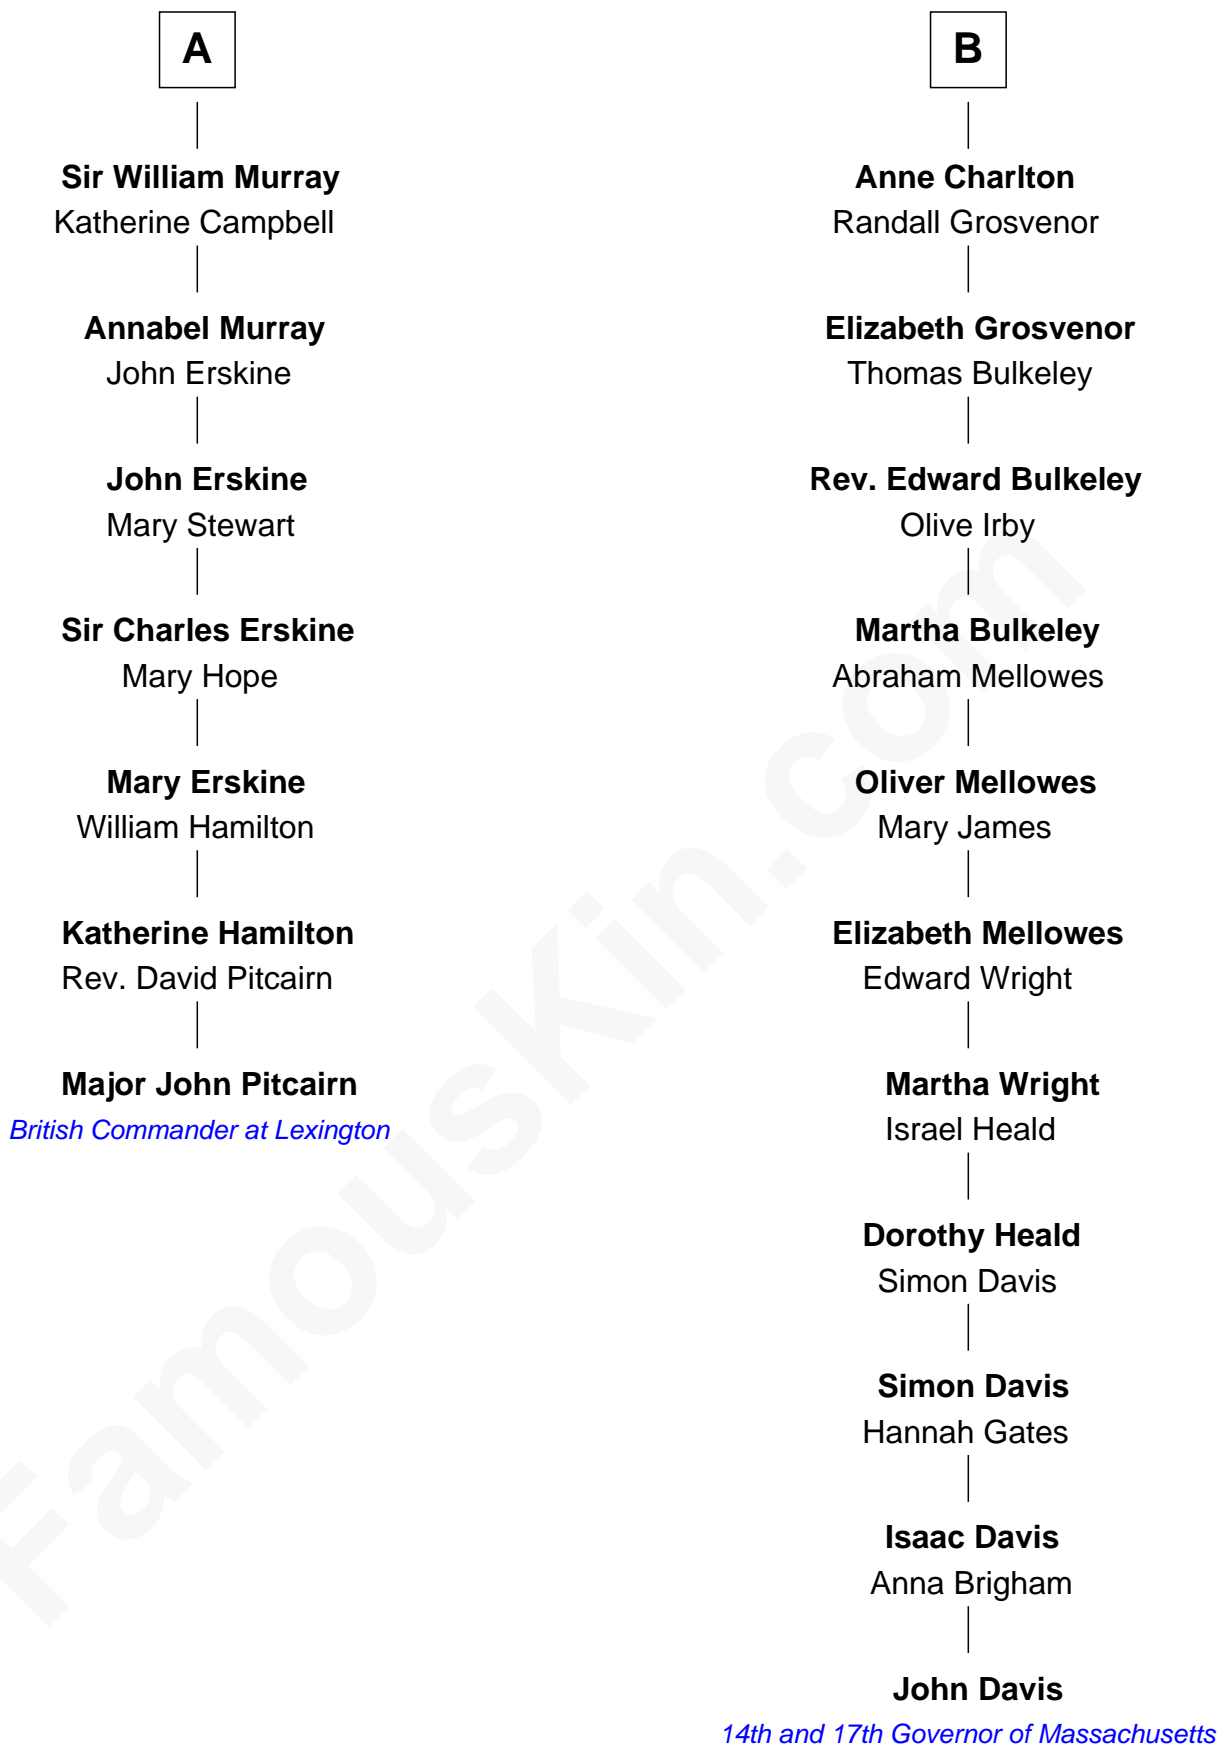 A
Sir William Murray
Katherine Campbell
Annabel Murray
John Erskine
John Erskine
Mary Stewart
Sir Charles Erskine
Mary Hope
Mary Erskine
William Hamilton
Katherine Hamilton
Rev. David Pitcairn
Major John Pitcairn
British Commander at Lexington
B
Anne Charlton
Randall Grosvenor
Elizabeth Grosvenor
Thomas Bulkeley
Rev. Edward Bulkeley
Olive Irby
Martha Bulkeley
Abraham Mellowes
Oliver Mellowes
Mary James
Elizabeth Mellowes
Edward Wright
Martha Wright
Israel Heald
Dorothy Heald
Simon Davis
Simon Davis
Hannah Gates
Isaac Davis
Anna Brigham
John Davis
14th and 17th Governor of Massachusetts
FamousKin.com